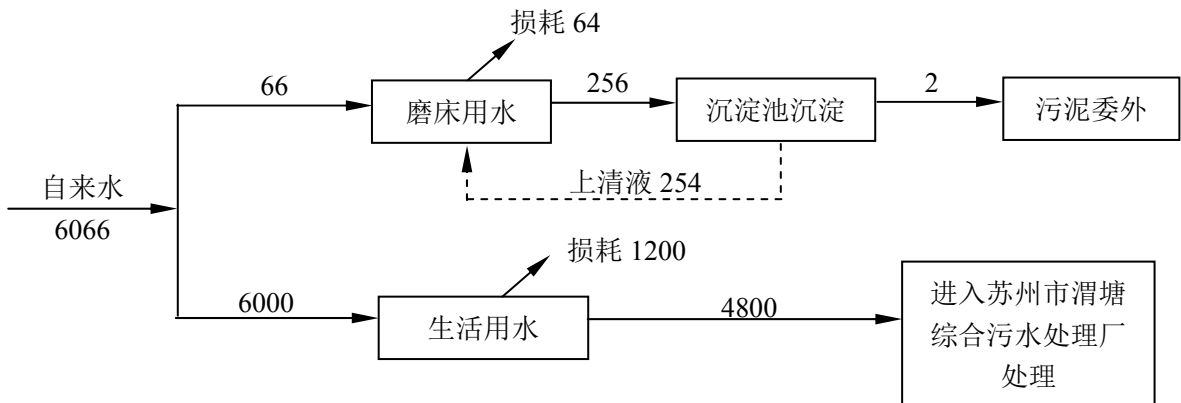 损耗 64
66
磨床用水
256
沉淀池沉淀
2
污泥委外
上清液 254
自来水
6066
损耗 1200
6000
生活用水
4800
进入苏州市渭塘
综合污水处理厂
处理